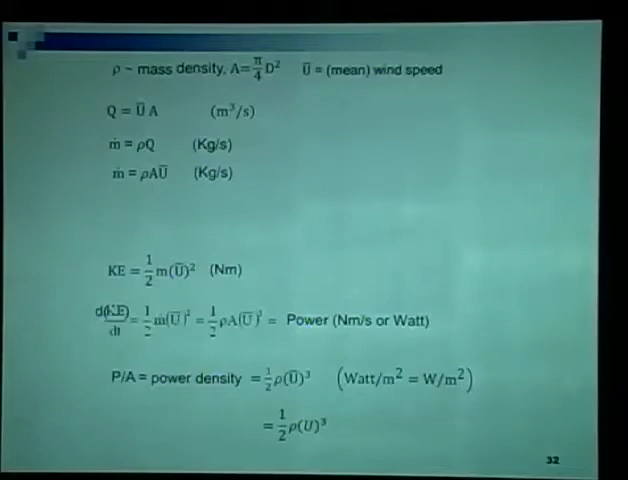 ρ ~ mass density, A=π/4 D² Ū = (mean) wind speed
Q = Ū A (m³/s)
ṁ = ρQ (Kg/s)
ṁ = ρAŪ (Kg/s)
KE = 1/2 m(Ū)² (Nm)
d(KE)/dt = 1/2 ṁ(Ū)² = 1/2 ρA(Ū)³ = Power (Nm/s or Watt)
P/A = power density = 1/2 ρ(Ū)³ (Watt/m² = W/m²)
= 1/2 ρ(U)³
32